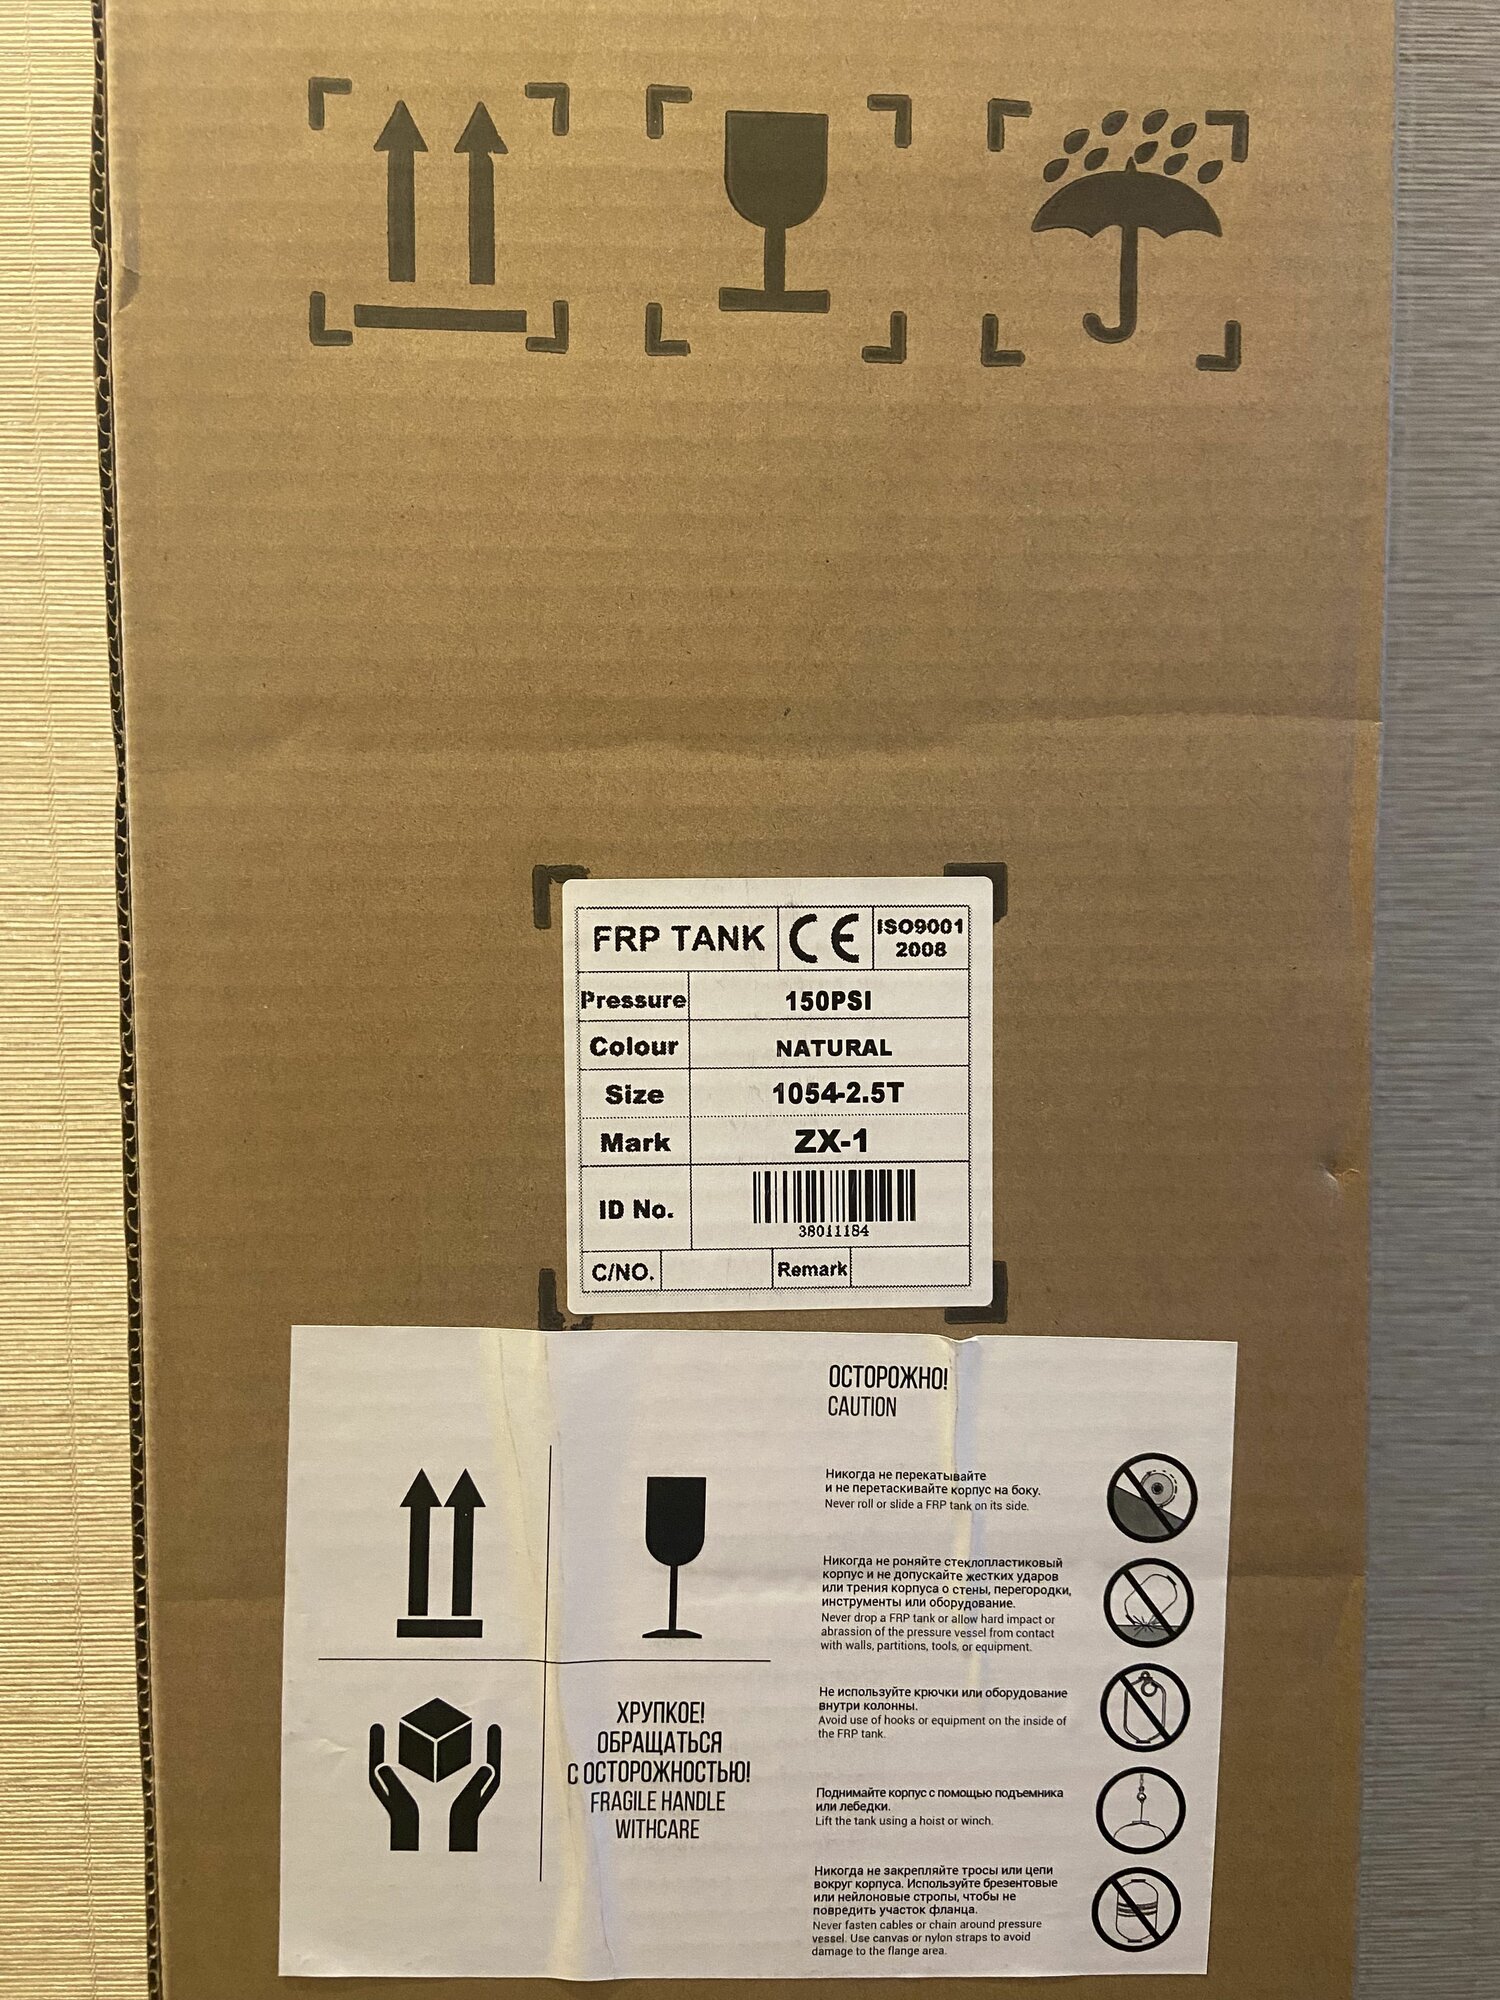 FRP TANK CE ISO9001
2008
Pressure 150PSI
Colour NATURAL
Size 1054-2.5T
Mark ZX-1
ID No. 38011184
C/NO. Remark
ХРУПКОЕ!
ОБРАЩАТЬСЯ
С ОСТОРОЖНОСТЬЮ!
FRAGILE HANDLE
WITHCARE
ОСТОРОЖНО!
CAUTION
Никогда не перекатывайте
и не перетаскивайте корпус на боку.
Never roll or slide a FRP tank on its side.
Никогда не роняйте стеклопластиковый
корпус и не допускайте жестких ударов
или трения корпуса о стены, перегородки,
инструменты или оборудование.
Never drop a FRP tank or allow hard impact or
abrassion of the pressure vessel from contact
with walls, partitions, tools, or equipment.
Не используйте крючки или оборудование
внутри колонны.
Avoid use of hooks or equipment on the inside of
the FRP tank.
Поднимайте корпус с помощью подъемника
или лебедки.
Lift the tank using a hoist or winch.
Никогда не закрепляйте тросы или цепи
вокруг корпуса. Используйте брезентовые
или нейлоновые стропы, чтобы не
повредить участок фланца.
Never fasten cables or chain around pressure
vessel. Use canvas or nylon straps to avoid
damage to the flange area.